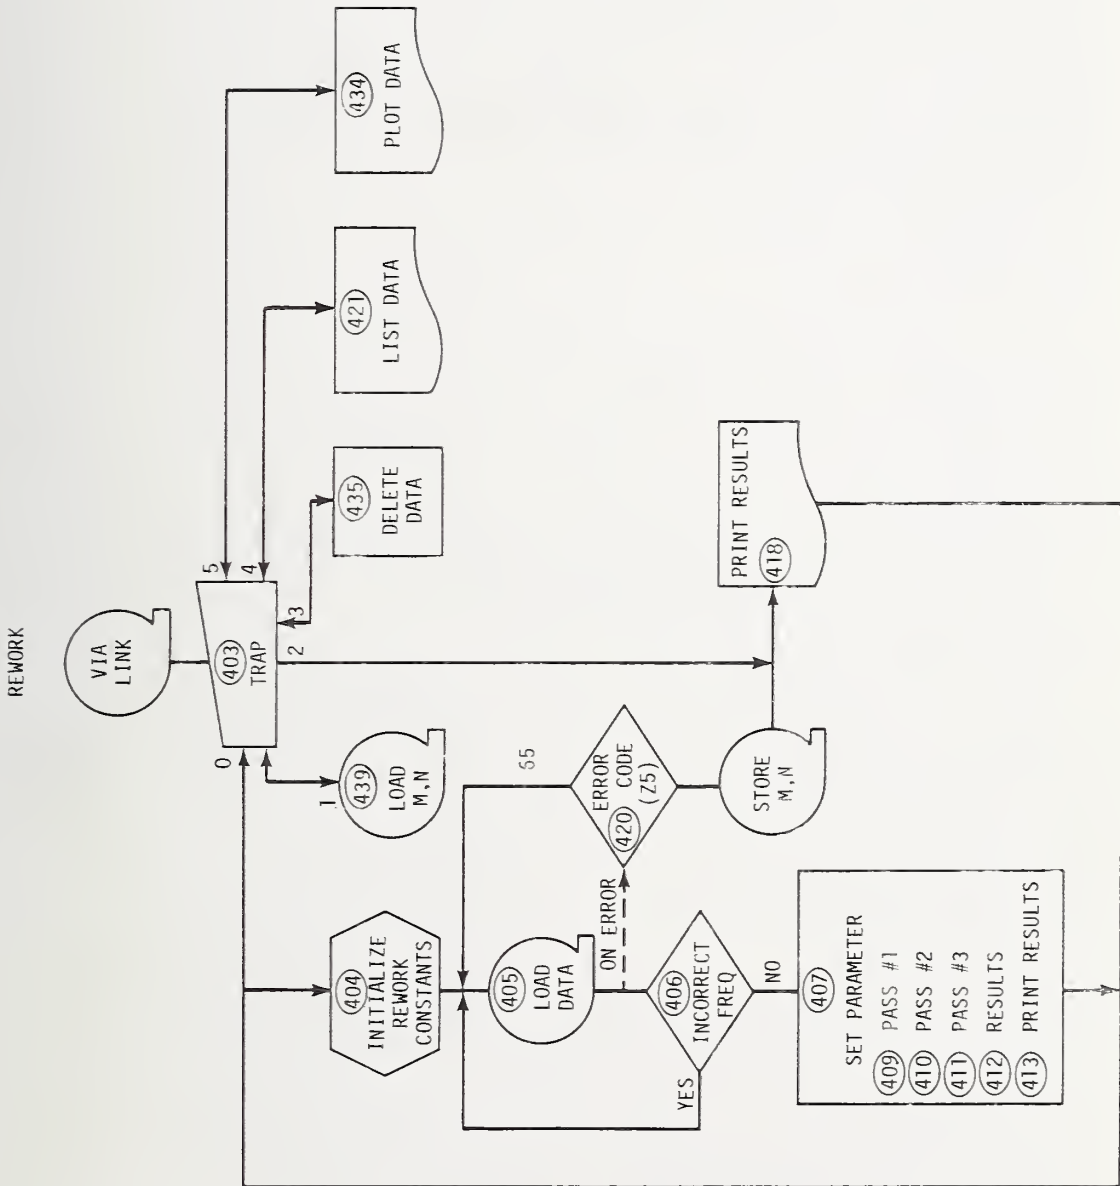 REWORK
VIA
LINK
0
403
TRAP
5
4
3
2
1
439
LOAD
M,N
435
DELETE
DATA
421
LIST DATA
434
PLOT DATA
404
INITIALIZE
REWORK
CONSTANTS
405
LOAD
DATA
ON ERROR
ERROR
CODE
(Z5)
420
406
INCORRECT
FREQ
YES
NO
STORE
M,N
PRINT RESULTS
418
407
SET PARAMETER
409 PASS #1
410 PASS #2
411 PASS #3
412 RESULTS
413 PRINT RESULTS